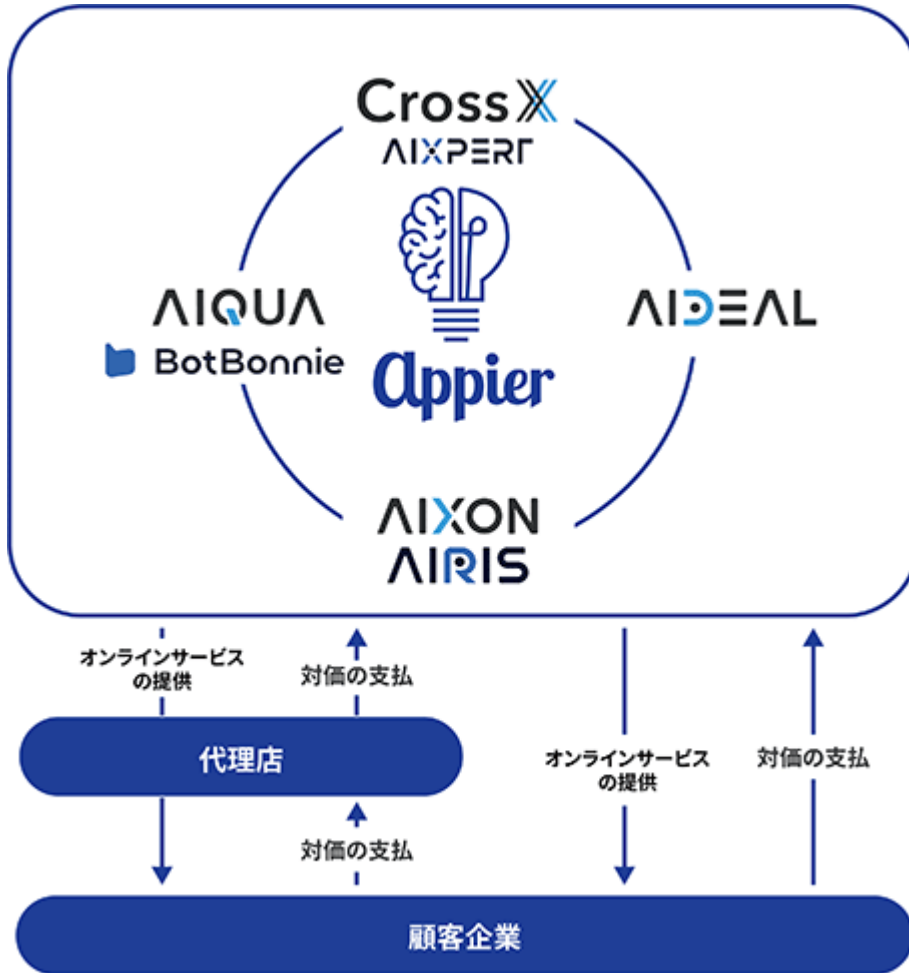 CrossX
AIXPERT
AIQUA
BotBonnie
AIDEAL
Appier
AIXON
AIRIS
オンラインサービス
の提供
対価の支払
代理店
対価の支払
オンラインサービス
の提供
対価の支払
顧客企業